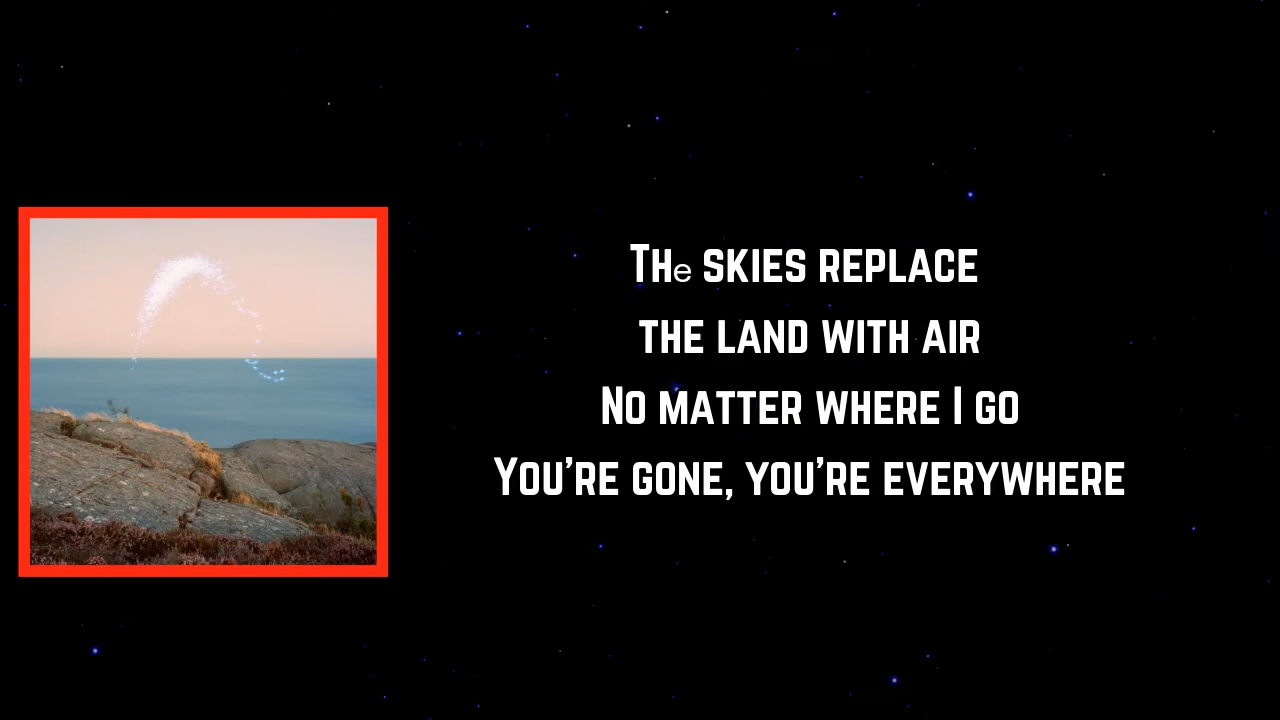 The skies replace
the land with air
No matter where I go
You're gone, you're everywhere